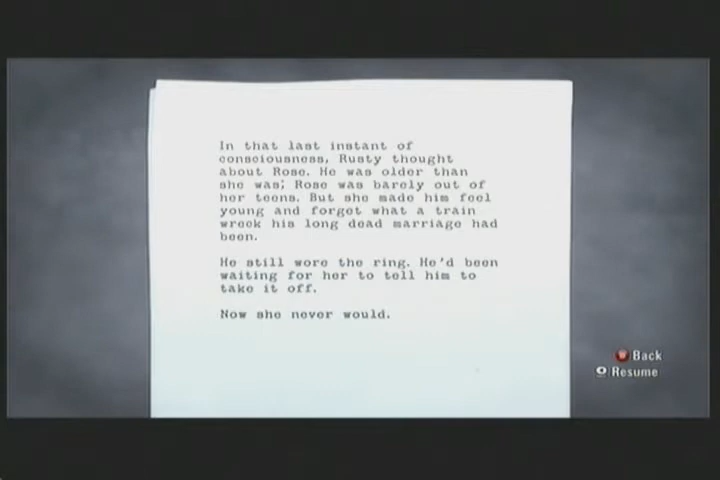 In that last instant of
consciousness, Rusty thought
about Rose. He was older than
she was; Rose was barely out of
her teens. But she made him feel
young and forget what a train
wreck his long dead marriage had
been.
He still wore the ring. He'd been
waiting for her to tell him to
take it off.
Now she never would.
Back
Resume